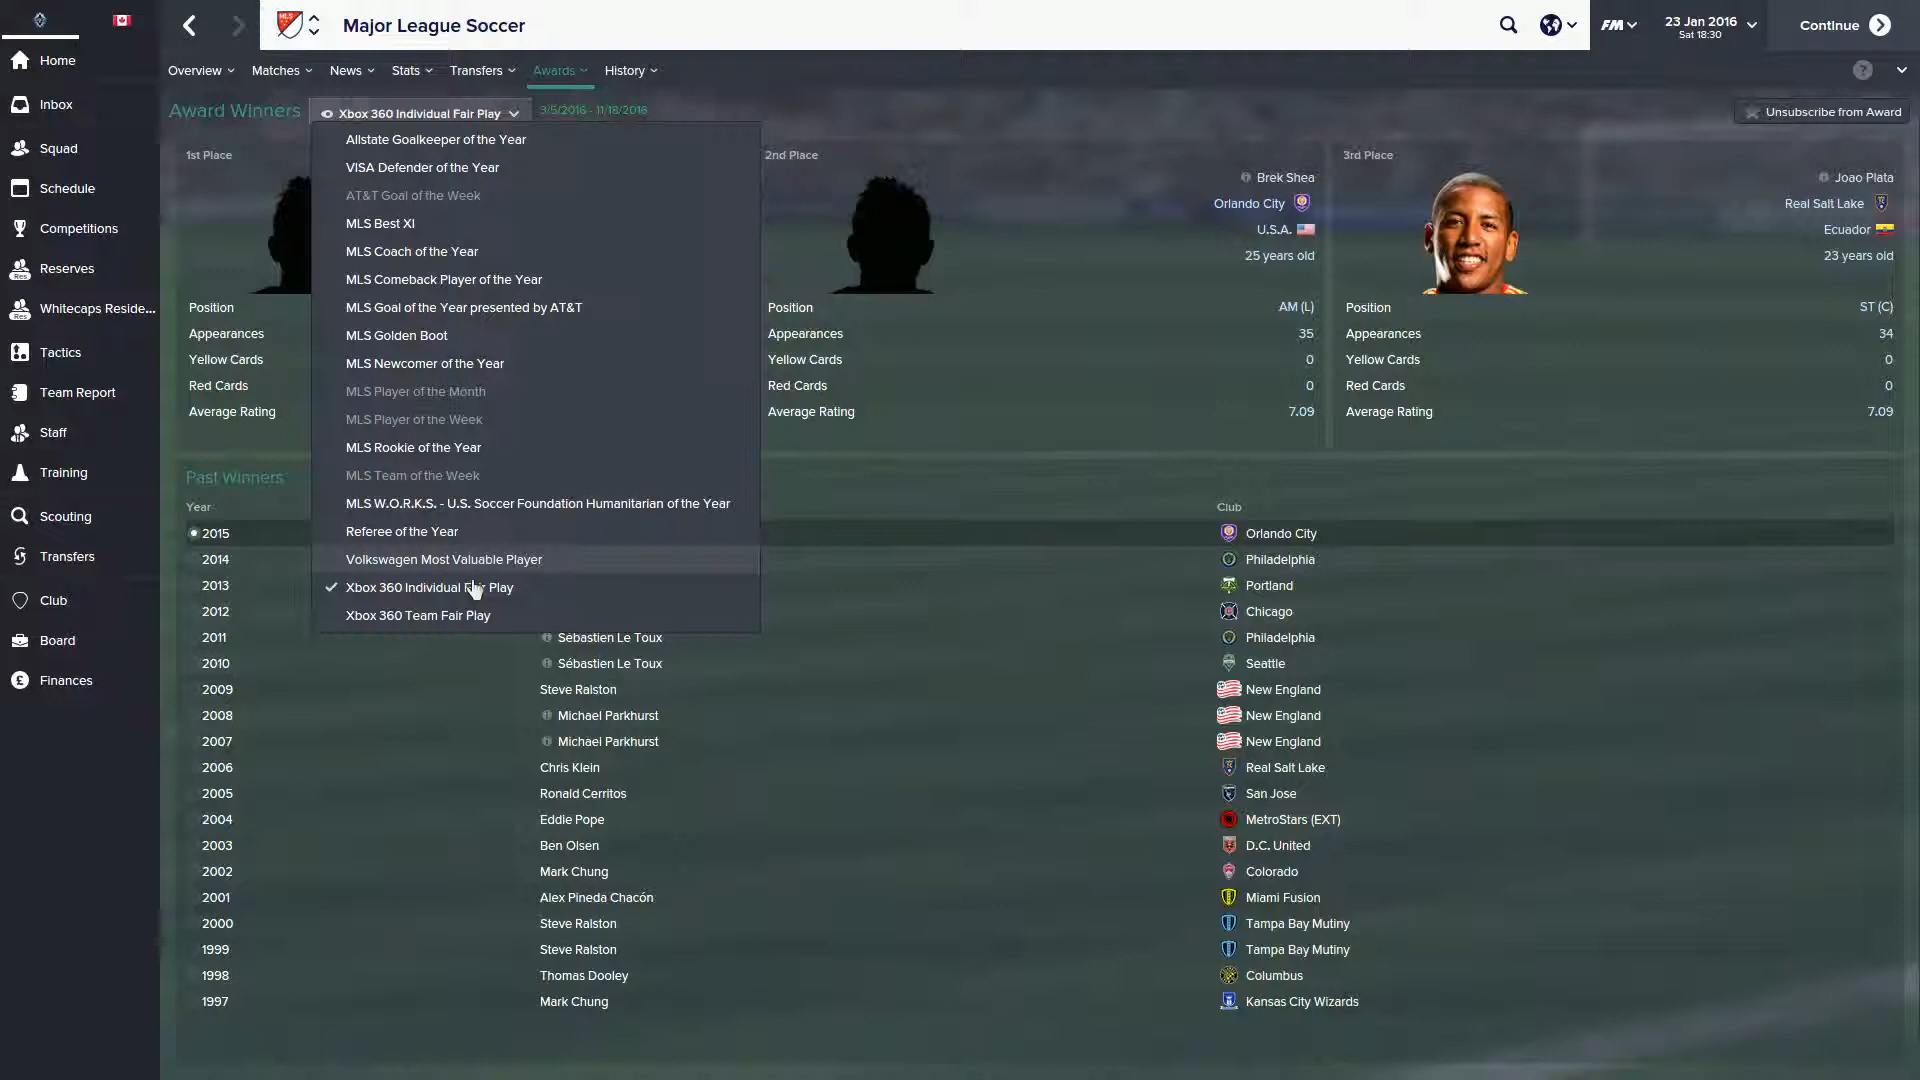 Major League Soccer
FM
23 Jan 2016
Sat 18:30
Continue
Home
Inbox
Squad
Schedule
Competitions
Reserves
Whitecaps Reside...
Tactics
Team Report
Staff
Training
Scouting
Transfers
Club
Board
Finances
Overview Matches News Stats Transfers Awards History
Award Winners
Xbox 360 Individual Fair Play
3/5/2016 - 11/18/2016
Unsubscribe from Award
Allstate Goalkeeper of the Year
VISA Defender of the Year
AT&T Goal of the Week
MLS Best XI
MLS Coach of the Year
MLS Comeback Player of the Year
MLS Goal of the Year presented by AT&T
MLS Golden Boot
MLS Newcomer of the Year
MLS Player of the Month
MLS Player of the Week
MLS Rookie of the Year
MLS Team of the Week
MLS W.O.R.K.S. - U.S. Soccer Foundation Humanitarian of the Year
Referee of the Year
Volkswagen Most Valuable Player
Xbox 360 Individual Fair Play
Xbox 360 Team Fair Play
1st Place
Position
Appearances
Yellow Cards
Red Cards
Average Rating
2nd Place
Brek Shea
Orlando City
U.S.A.
25 years old
Position AM (L)
Appearances 35
Yellow Cards 0
Red Cards 0
Average Rating 7.09
3rd Place
Joao Plata
Real Salt Lake
Ecuador
23 years old
Position ST (C)
Appearances 34
Yellow Cards 0
Red Cards 0
Average Rating 7.09
Past Winners
Year Club
2015 Orlando City
2014 Philadelphia
2013 Portland
2012 Chicago
2011 Sébastien Le Toux Philadelphia
2010 Sébastien Le Toux Seattle
2009 Steve Ralston New England
2008 Michael Parkhurst New England
2007 Michael Parkhurst New England
2006 Chris Klein Real Salt Lake
2005 Ronald Cerritos San Jose
2004 Eddie Pope MetroStars (EXT)
2003 Ben Olsen D.C. United
2002 Mark Chung Colorado
2001 Alex Pineda Chacón Miami Fusion
2000 Steve Ralston Tampa Bay Mutiny
1999 Steve Ralston Tampa Bay Mutiny
1998 Thomas Dooley Columbus
1997 Mark Chung Kansas City Wizards